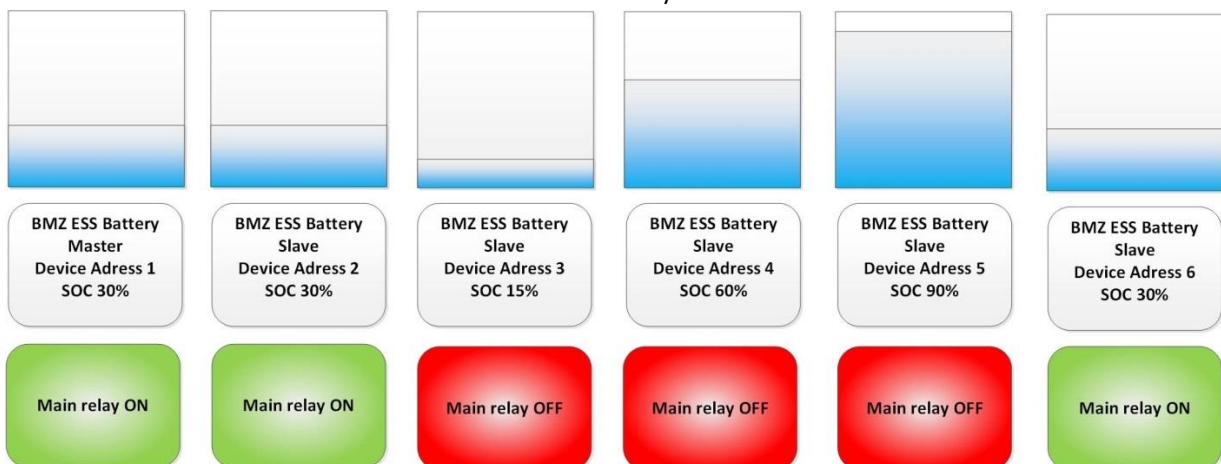 BMZ ESS Battery
Master
Device Adress 1
SOC 30%
BMZ ESS Battery
Slave
Device Adress 2
SOC 30%
BMZ ESS Battery
Slave
Device Adress 3
SOC 15%
BMZ ESS Battery
Slave
Device Adress 4
SOC 60%
BMZ ESS Battery
Slave
Device Adress 5
SOC 90%
BMZ ESS Battery
Slave
Device Adress 6
SOC 30%
Main relay ON
Main relay ON
Main relay OFF
Main relay OFF
Main relay OFF
Main relay ON